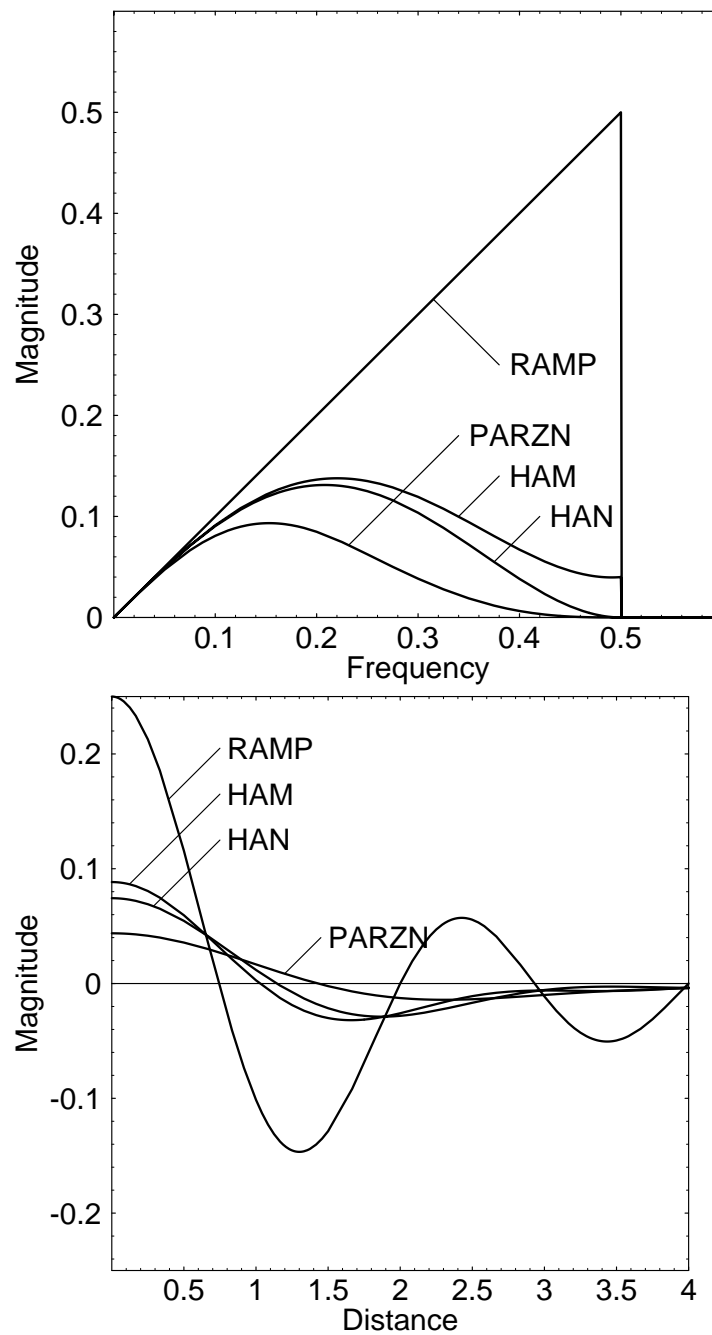 0.5
0.4
0.3
0.2
0.1
0
Magnitude
RAMP
PARZN
HAM
HAN
0.1 0.2 0.3 0.4 0.5
Frequency
0.2
0.1
0
-0.1
-0.2
Magnitude
RAMP
HAM
HAN
PARZN
0.5 1 1.5 2 2.5 3 3.5 4
Distance